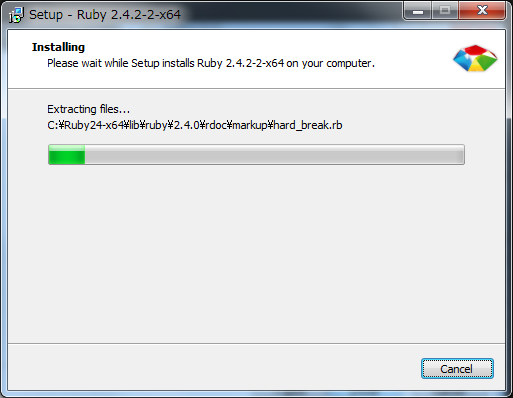 Setup - Ruby 2.4.2-2-x64
Installing
Please wait while Setup installs Ruby 2.4.2-2-x64 on your computer.
Extracting files...
C:¥Ruby24-x64¥lib¥ruby¥2.4.0¥rdoc¥markup¥hard_break.rb
Cancel